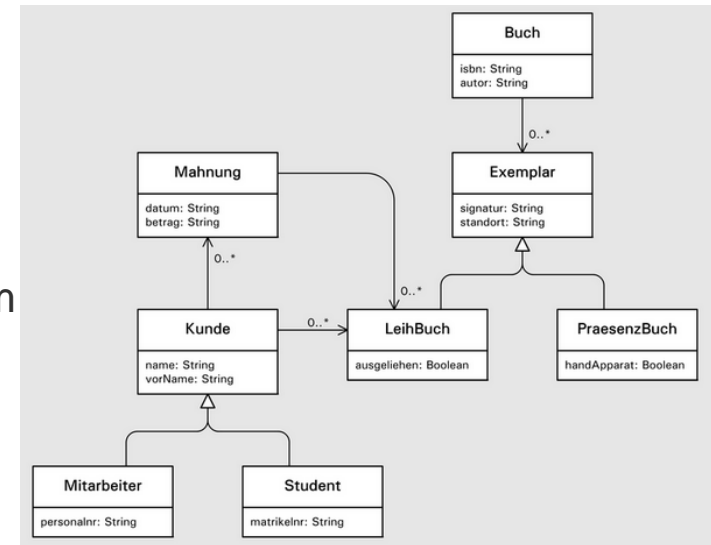 Buch
isbn: String
autor: String
0..*
Mahnung
datum: String
betrag: String
Exemplar
signatur: String
standort: String
0..*
0..*
Kunde
name: String
vorName: String
0..*
LeihBuch
ausgeliehen: Boolean
PraesenzBuch
handApparat: Boolean
Mitarbeiter
personalnr: String
Student
matrikelnr: String